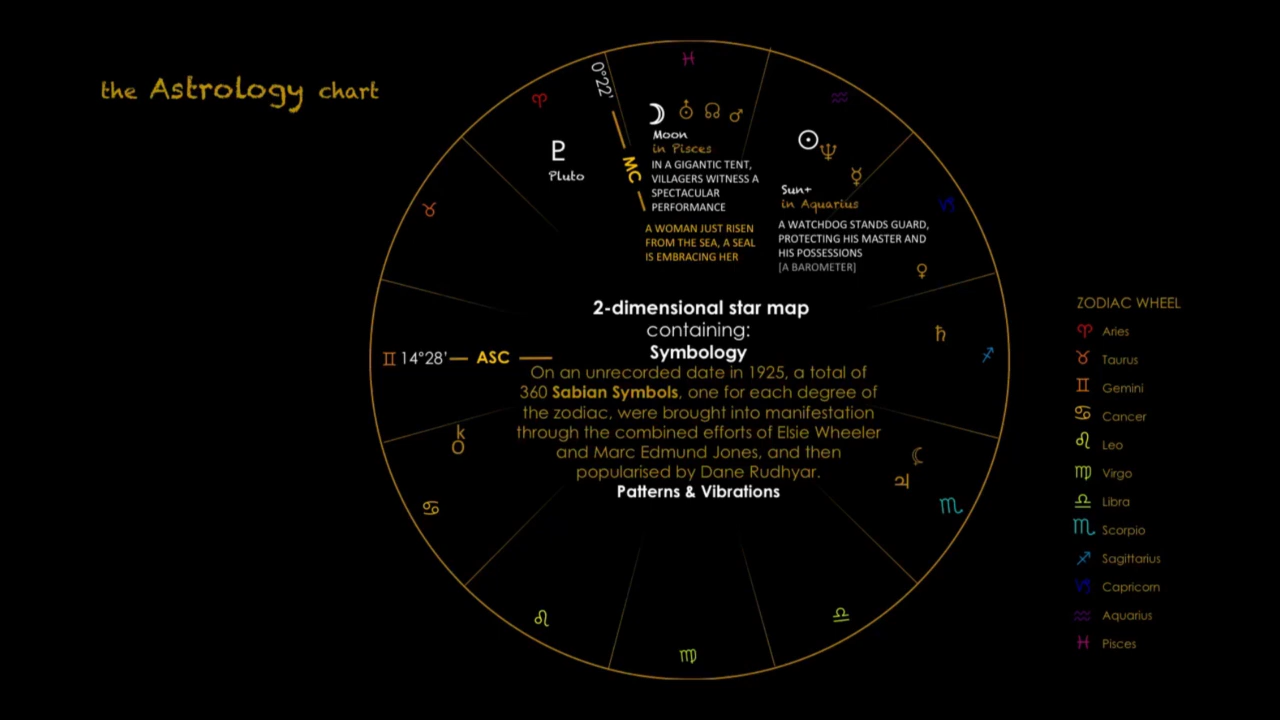 the Astrology chart
0°22'
MC
Pluto
Moon
in Pisces
IN A GIGANTIC TENT,
VILLAGERS WITNESS A
SPECTACULAR
PERFORMANCE
A WOMAN JUST RISEN
FROM THE SEA, A SEAL
IS EMBRACING HER
Sun+
in Aquarius
A WATCHDOG STANDS GUARD,
PROTECTING HIS MASTER AND
HIS POSSESSIONS
[A BAROMETER]
14°28' ASC
2-dimensional star map
containing:
Symbology
On an unrecorded date in 1925, a total of
360 Sabian Symbols, one for each degree of
the zodiac, were brought into manifestation
through the combined efforts of Elsie Wheeler
and Marc Edmund Jones, and then
popularised by Dane Rudhyar.
Patterns & Vibrations
ZODIAC WHEEL
♈ Aries
♉ Taurus
♊ Gemini
♋ Cancer
♌ Leo
♍ Virgo
♎ Libra
♏ Scorpio
♐ Sagittarius
♑ Capricorn
♒ Aquarius
♓ Pisces